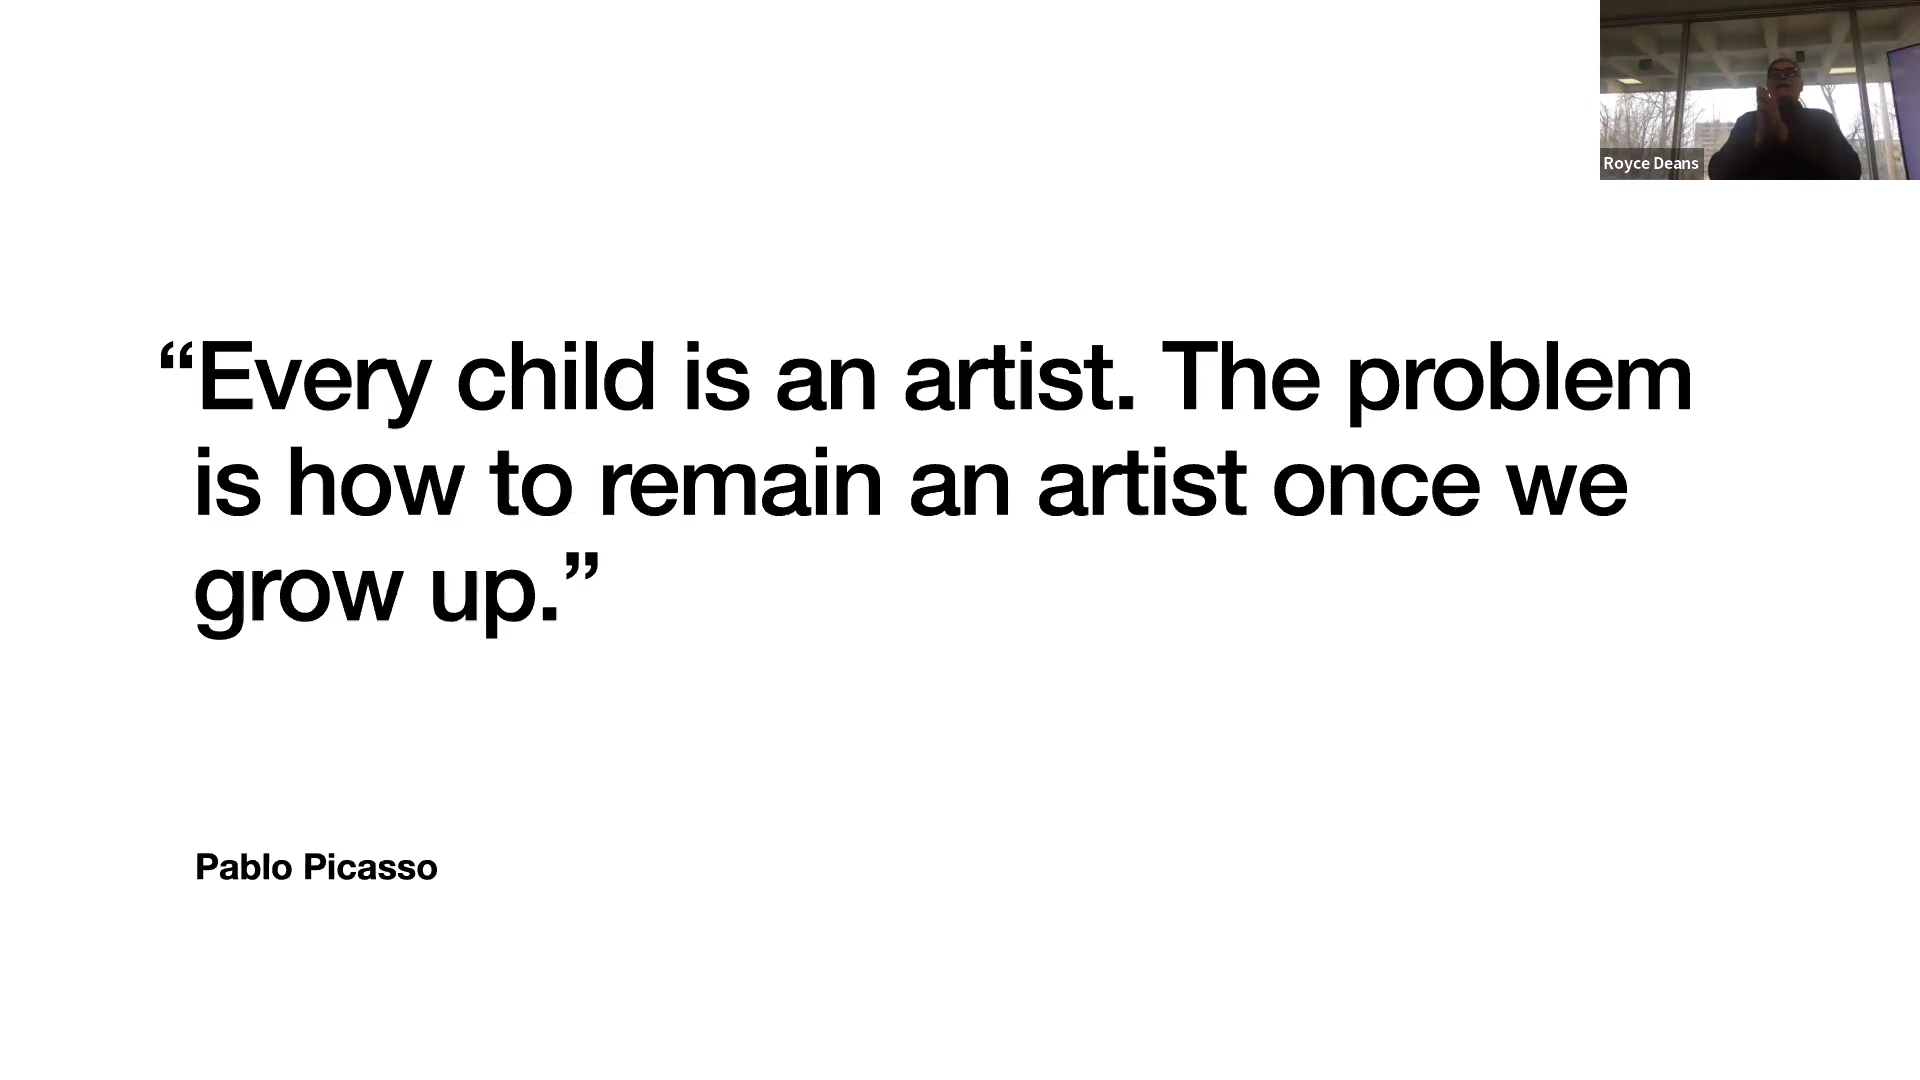 Royce Deans
“Every child is an artist. The problem
is how to remain an artist once we
grow up.”
Pablo Picasso